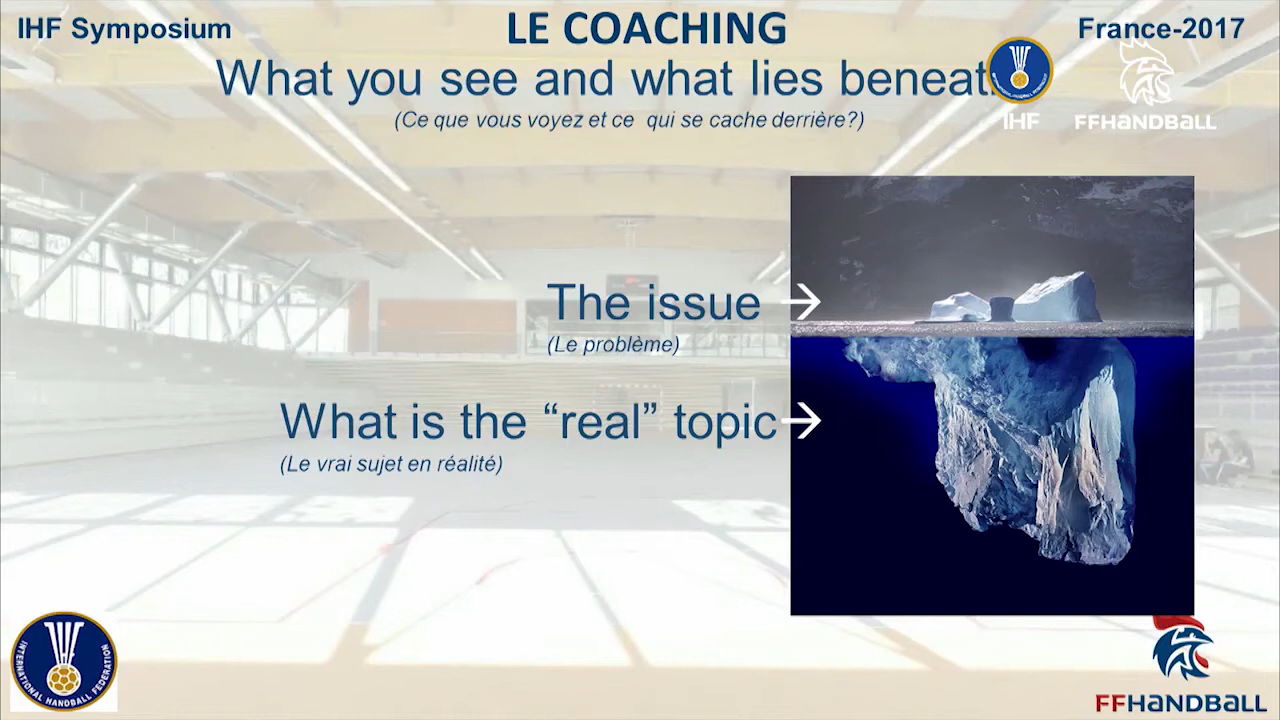 IHF Symposium
LE COACHING
France-2017
What you see and what lies beneat
(Ce que vous voyez et ce qui se cache derrière?)
IHF
FFHANDBALL
The issue
(Le problème)
What is the “real” topic
(Le vrai sujet en réalité)
INTERNATIONAL HANDBALL FEDERATION
FFHANDBALL